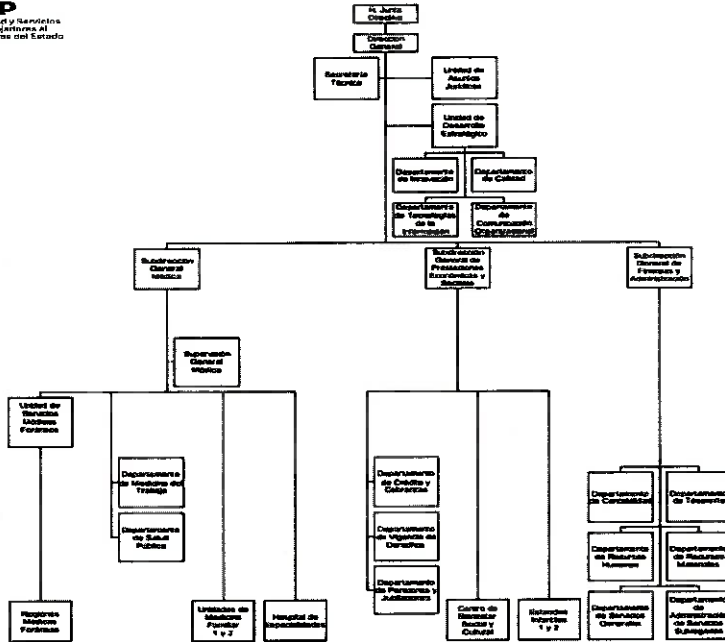 P
d y Servicios
jadores al
as del Estado
H. Junta
Directiva
Dirección
General
Secretaría
Técnica
Unidad de
Asuntos
Jurídicos
Unidad de
Desarrollo
Estratégico
Departamento
de Innovación
Departamento
de Calidad
Departamento
de Tecnologías
de la
Información
Departamento
de
Comunicación
Organizacional
Subdirección
General
Médica
Subdirección
General de
Prestaciones
Económicas y
Sociales
Subdirección
General de
Finanzas y
Administración
Supervisión
General
Médica
Unidad de
Servicios
Médicos
Foráneos
Departamento
de Medicina del
Trabajo
Departamento
de Salud
Pública
Departamento
de Crédito y
Cobranzas
Departamento
de Vigencia de
Derechos
Departamento
de Pensiones y
Jubilaciones
Departamento
de Contabilidad
Departamento
de Tesorería
Departamento
de Recursos
Humanos
Departamento
de Recursos
Materiales
Regiones
Médicas
Foráneas
Unidades de
Medicina
Familiar
1 y 2
Hospital de
Especialidades
Centro de
Bienestar
Social y
Cultural
Estancias
Infantiles
1 y 2
Departamento
de Servicios
Generales
Departamento
de
Administración
de Servicios
Subrogados